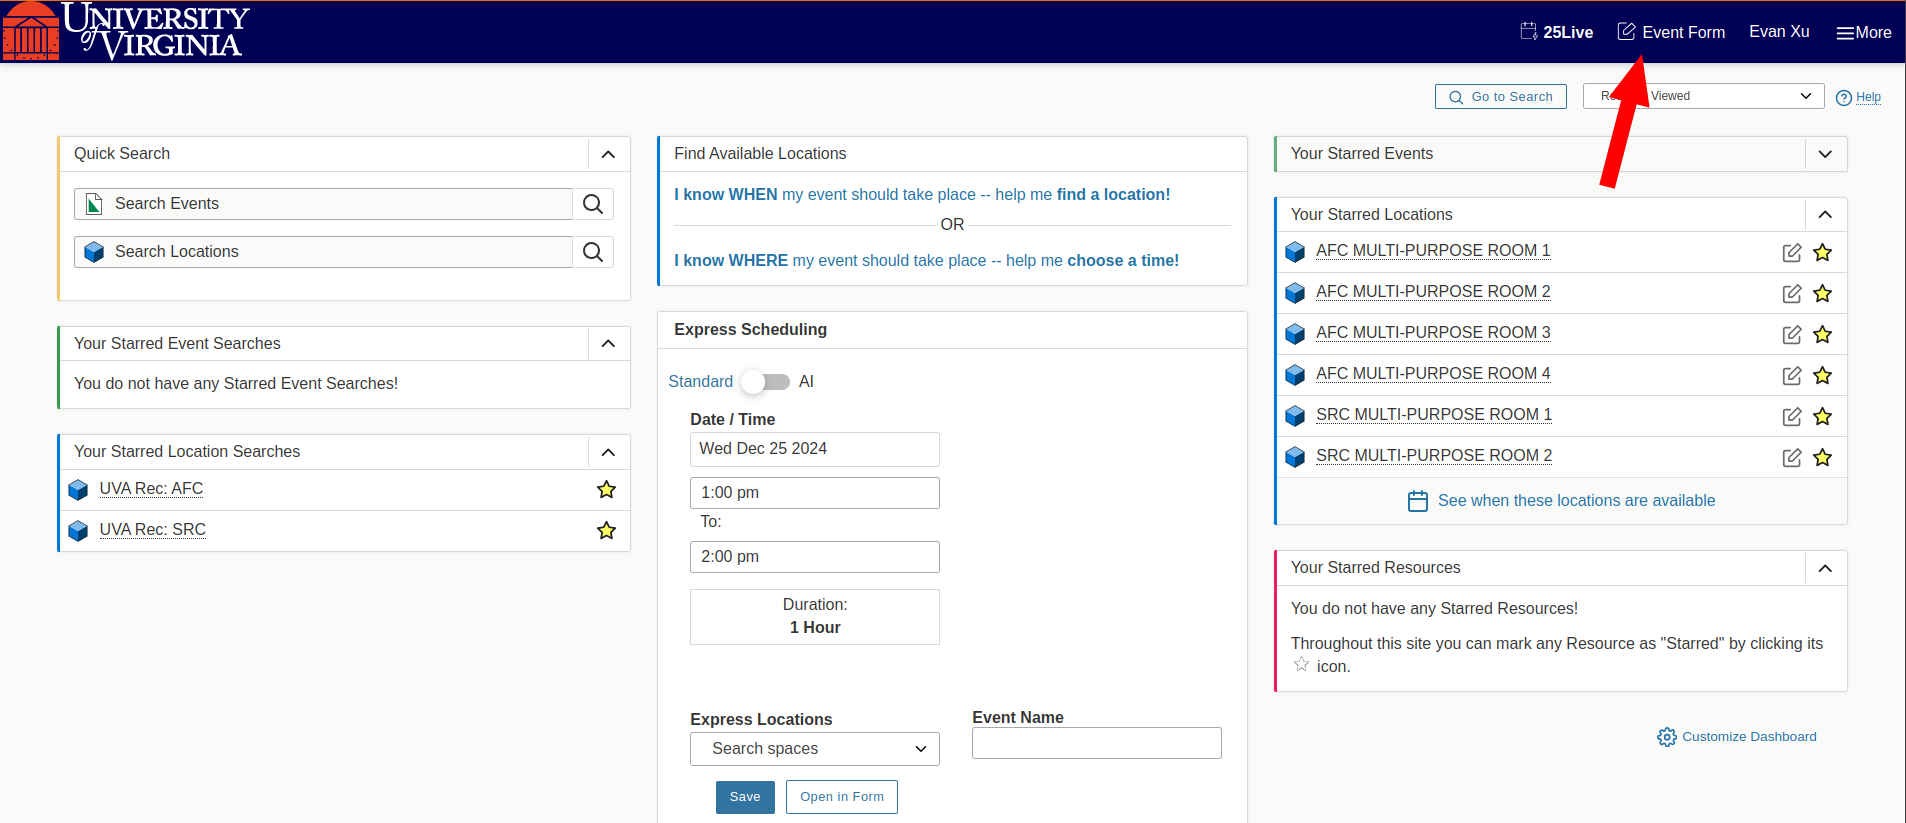 UNIVERSITY of VIRGINIA
25Live
Event Form
Evan Xu
More
Go to Search
Viewed
Help
Quick Search
Search Events
Search Locations
Your Starred Event Searches
You do not have any Starred Event Searches!
Your Starred Location Searches
UVA Rec: AFC
UVA Rec: SRC
Find Available Locations
I know WHEN my event should take place -- help me find a location!
OR
I know WHERE my event should take place -- help me choose a time!
Express Scheduling
Standard AI
Date / Time
Wed Dec 25 2024
1:00 pm
To:
2:00 pm
Duration:
1 Hour
Express Locations
Search spaces
Event Name
Save
Open in Form
Your Starred Events
Your Starred Locations
AFC MULTI-PURPOSE ROOM 1
AFC MULTI-PURPOSE ROOM 2
AFC MULTI-PURPOSE ROOM 3
AFC MULTI-PURPOSE ROOM 4
SRC MULTI-PURPOSE ROOM 1
SRC MULTI-PURPOSE ROOM 2
See when these locations are available
Your Starred Resources
You do not have any Starred Resources!
Throughout this site you can mark any Resource as "Starred" by clicking its
icon.
Customize Dashboard